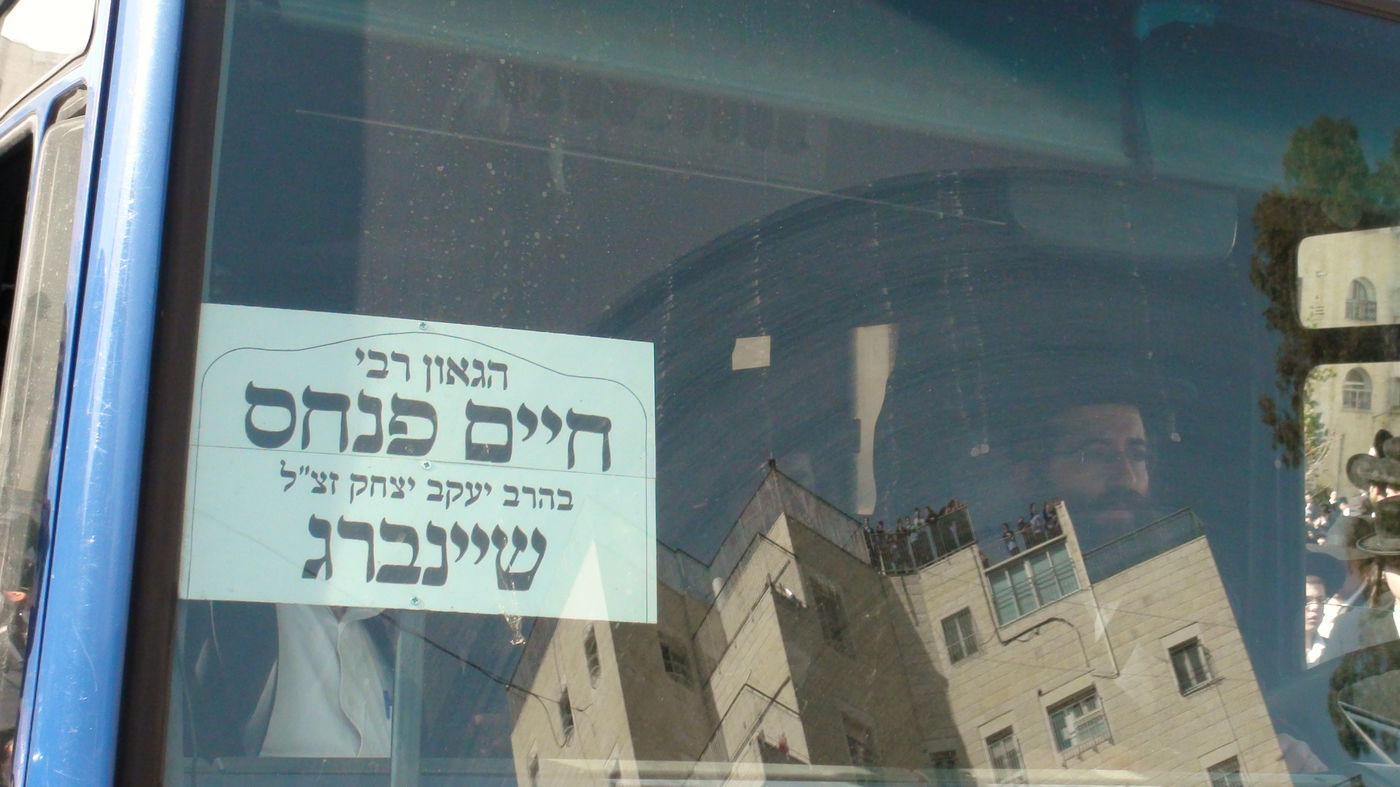 הגאון רבי
חיים פנחס
בהרב יעקב יצחק זצ״ל
שיינברג